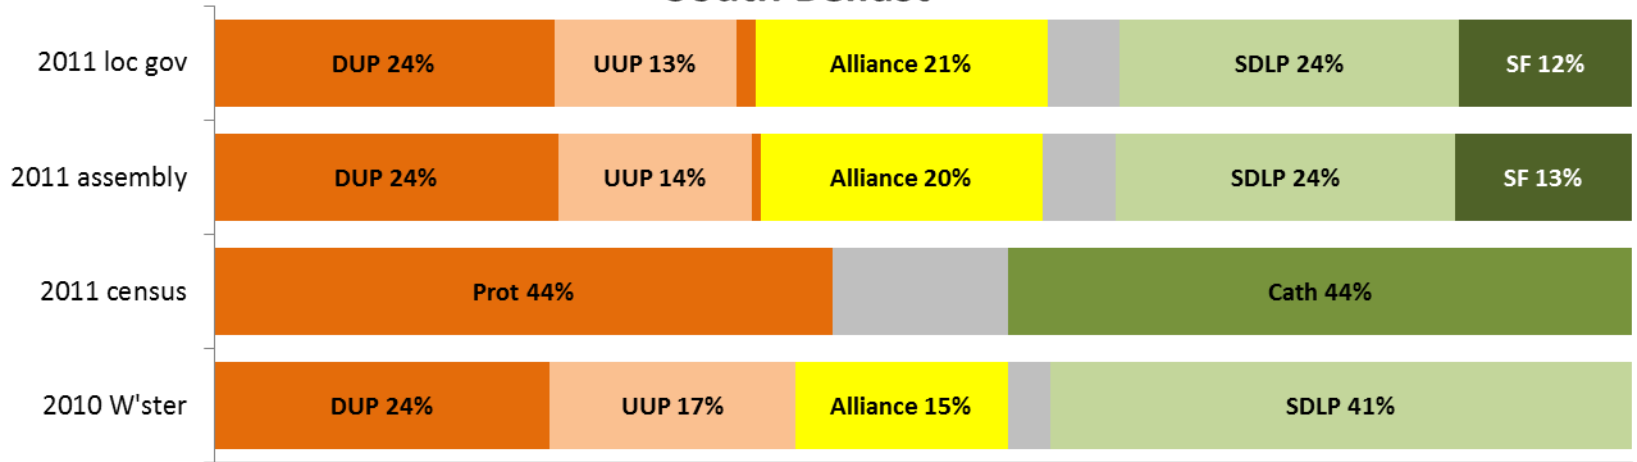 South Belfast
2011 loc gov DUP 24% UUP 13% Alliance 21% SDLP 24% SF 12%
2011 assembly DUP 24% UUP 14% Alliance 20% SDLP 24% SF 13%
2011 census Prot 44% Cath 44%
2010 W'ster DUP 24% UUP 17% Alliance 15% SDLP 41%